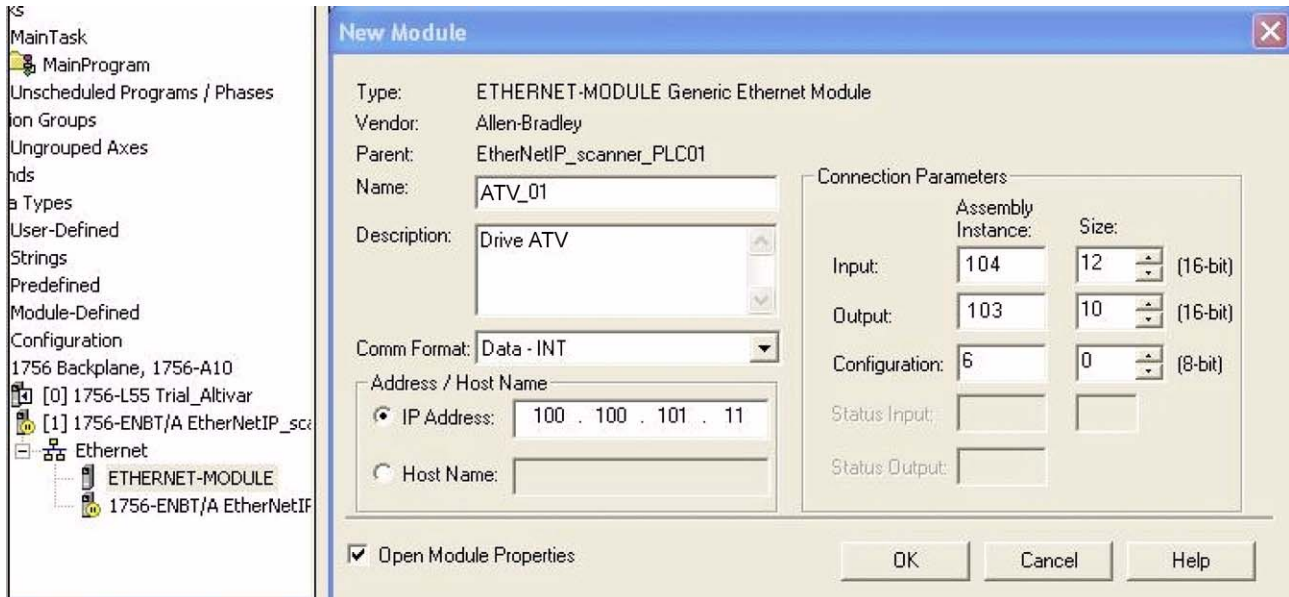 ks
MainTask
MainProgram
Unscheduled Programs / Phases
ion Groups
Ungrouped Axes
nds
a Types
User-Defined
Strings
Predefined
Module-Defined
Configuration
1756 Backplane, 1756-A10
[0] 1756-L55 Trial_Altivar
[1] 1756-ENBT/A EtherNetIP_sca
Ethernet
ETHERNET-MODULE
1756-ENBT/A EtherNetIP
New Module
Type: ETHERNET-MODULE Generic Ethernet Module
Vendor: Allen-Bradley
Parent: EtherNetIP_scanner_PLC01
Name: ATV_01
Description: Drive ATV
Comm Format: Data - INT
Address / Host Name
IP Address: 100 . 100 . 101 . 11
Host Name:
Connection Parameters
Assembly
Instance: Size:
Input: 104 12 (16-bit)
Output: 103 10 (16-bit)
Configuration: 6 0 (8-bit)
Status Input:
Status Output:
Open Module Properties
OK Cancel Help